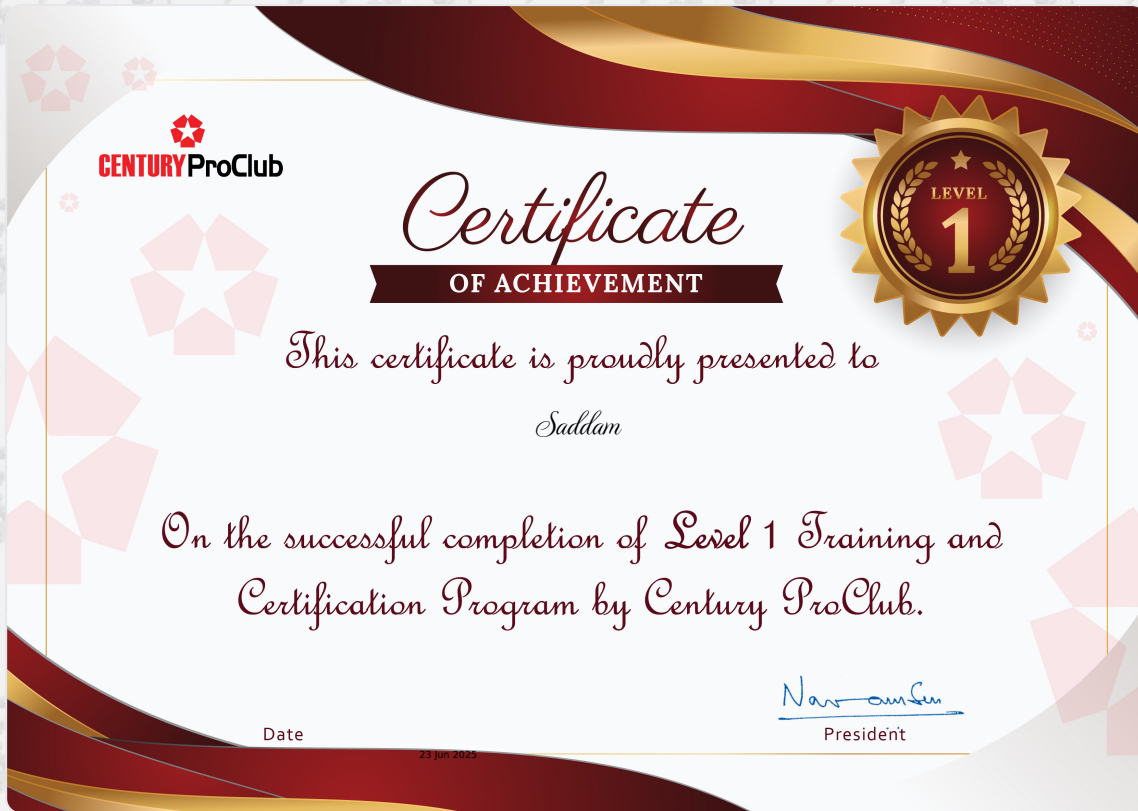 CENTURY ProClub
LEVEL
1
Certificate
OF ACHIEVEMENT
This certificate is proudly presented to
Saddam
On the successful completion of Level 1 Training and
Certification Program by Century ProClub.
Date
23 Jun 2025
President